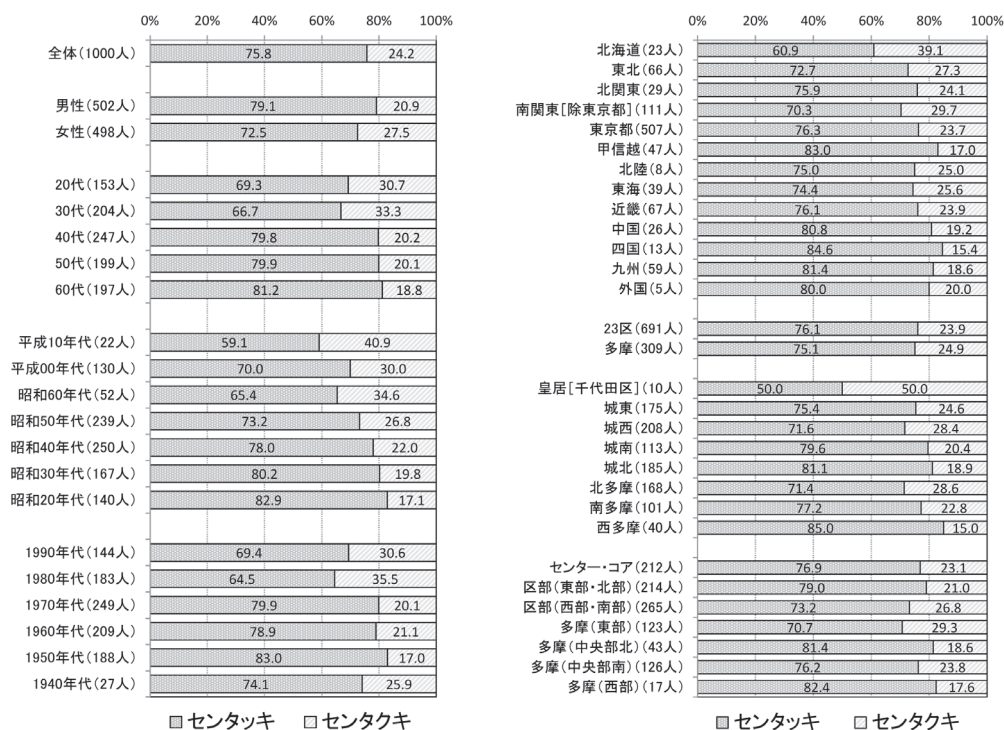 0% 20% 40% 60% 80% 100%
全体(1000人) 75.8 24.2
男性(502人) 79.1 20.9
女性(498人) 72.5 27.5
20代(153人) 69.3 30.7
30代(204人) 66.7 33.3
40代(247人) 79.8 20.2
50代(199人) 79.9 20.1
60代(197人) 81.2 18.8
平成10年代(22人) 59.1 40.9
平成00年代(130人) 70.0 30.0
昭和60年代(52人) 65.4 34.6
昭和50年代(239人) 73.2 26.8
昭和40年代(250人) 78.0 22.0
昭和30年代(167人) 80.2 19.8
昭和20年代(140人) 82.9 17.1
1990年代(144人) 69.4 30.6
1980年代(183人) 64.5 35.5
1970年代(249人) 79.9 20.1
1960年代(209人) 78.9 21.1
1950年代(188人) 83.0 17.0
1940年代(27人) 74.1 25.9
センタッキ センタクキ
0% 20% 40% 60% 80% 100%
北海道(23人) 60.9 39.1
東北(66人) 72.7 27.3
北関東(29人) 75.9 24.1
南関東[除東京都](111人) 70.3 29.7
東京都(507人) 76.3 23.7
甲信越(47人) 83.0 17.0
北陸(8人) 75.0 25.0
東海(39人) 74.4 25.6
近畿(67人) 76.1 23.9
中国(26人) 80.8 19.2
四国(13人) 84.6 15.4
九州(59人) 81.4 18.6
外国(5人) 80.0 20.0
23区(691人) 76.1 23.9
多摩(309人) 75.1 24.9
皇居[千代田区](10人) 50.0 50.0
城東(175人) 75.4 24.6
城西(208人) 71.6 28.4
城南(113人) 79.6 20.4
城北(185人) 81.1 18.9
北多摩(168人) 71.4 28.6
南多摩(101人) 77.2 22.8
西多摩(40人) 85.0 15.0
センター・コア(212人) 76.9 23.1
区部(東部・北部)(214人) 79.0 21.0
区部(西部・南部)(265人) 73.2 26.8
多摩(東部)(123人) 70.7 29.3
多摩(中央部北)(43人) 81.4 18.6
多摩(中央部南)(126人) 76.2 23.8
多摩(西部)(17人) 82.4 17.6
センタッキ センタクキ